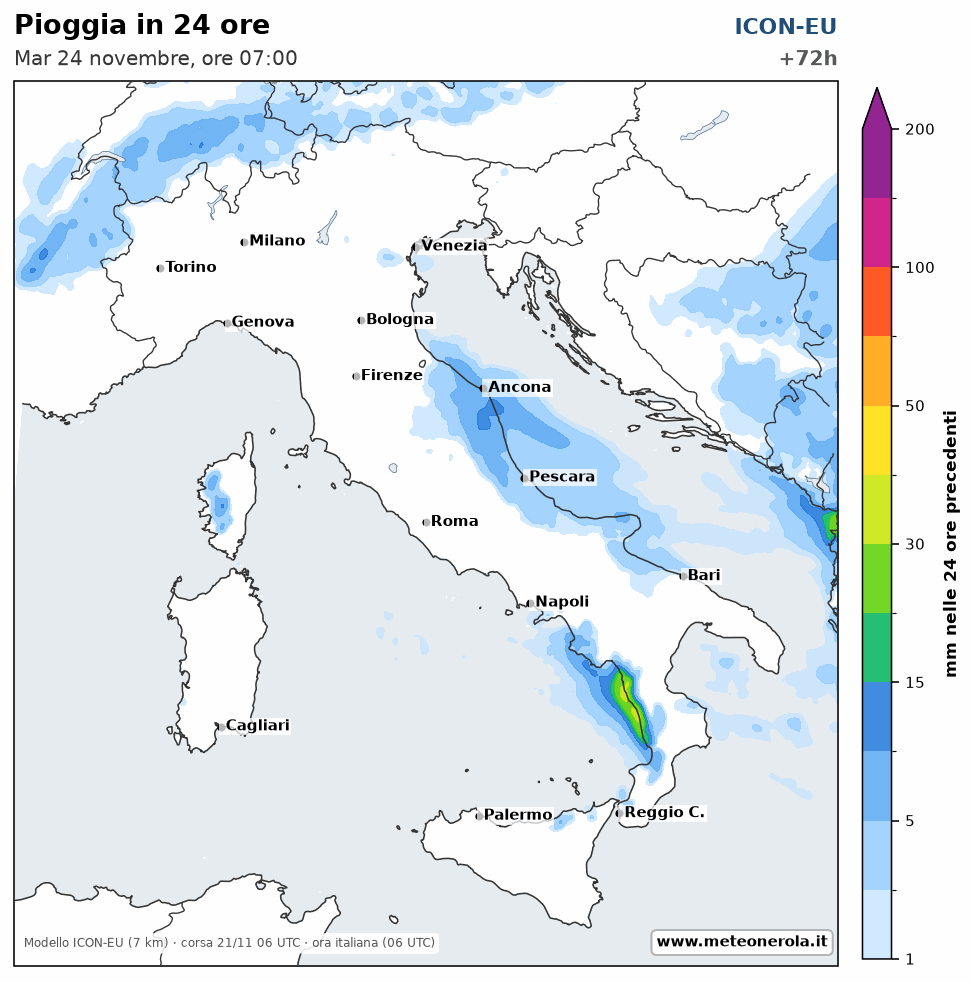 Pioggia in 24 ore
ICON-EU
Mar 24 novembre, ore 07:00
+72h
200
100
50
30
15
5
1
mm nelle 24 ore precedenti
Milano
Venezia
Torino
Genova
Bologna
Firenze
Ancona
Pescara
Roma
Bari
Napoli
Cagliari
Palermo
Reggio C.
Modello ICON-EU (7 km) · corsa 21/11 06 UTC · ora italiana (06 UTC)
www.meteonerola.it